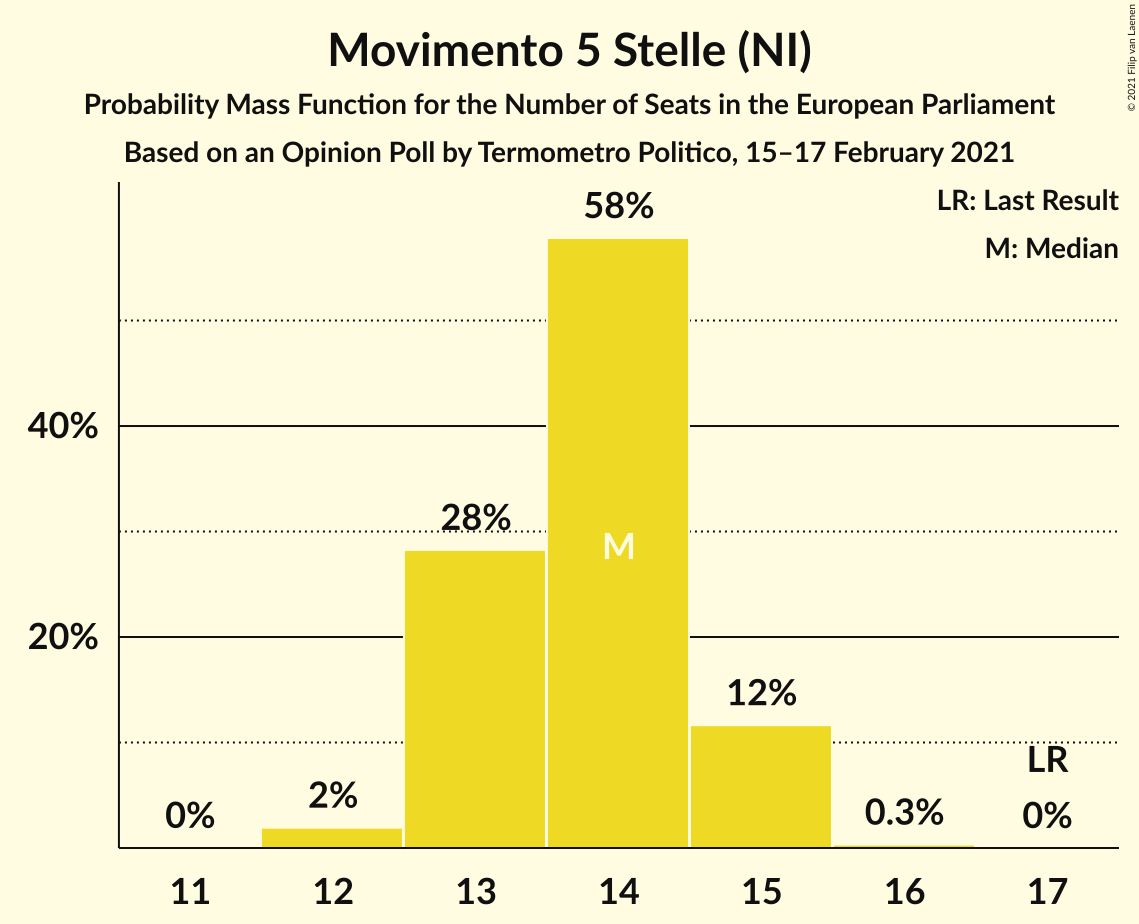 Movimento 5 Stelle (NI)
Probability Mass Function for the Number of Seats in the European Parliament
Based on an Opinion Poll by Termometro Politico, 15–17 February 2021
© 2021 Filip van Laenen
LR: Last Result
M: Median
58%
40%
28%
M
20%
12%
LR
0%
2%
0.3%
0%
11 12 13 14 15 16 17